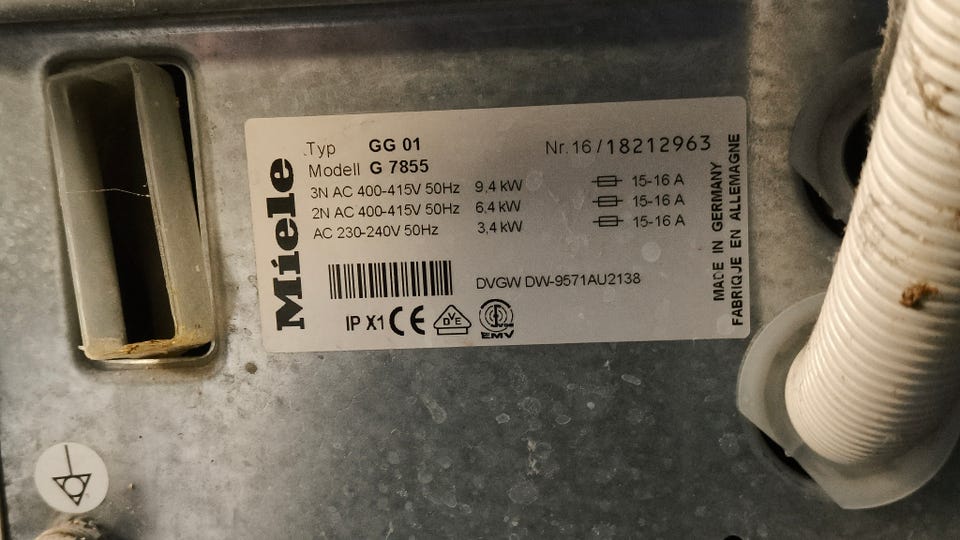 Miele
Typ GG 01
Nr. 16 / 18212963
Modell G 7855
3N AC 400-415V 50Hz 9,4 kW 15-16 A
2N AC 400-415V 50Hz 6,4 kW 15-16 A
AC 230-240V 50Hz 3,4 kW 15-16 A
DVGW DW-9571AU2138
IP X1 CE DVE EMV
MADE IN GERMANY
FABRIQUE EN ALLEMAGNE